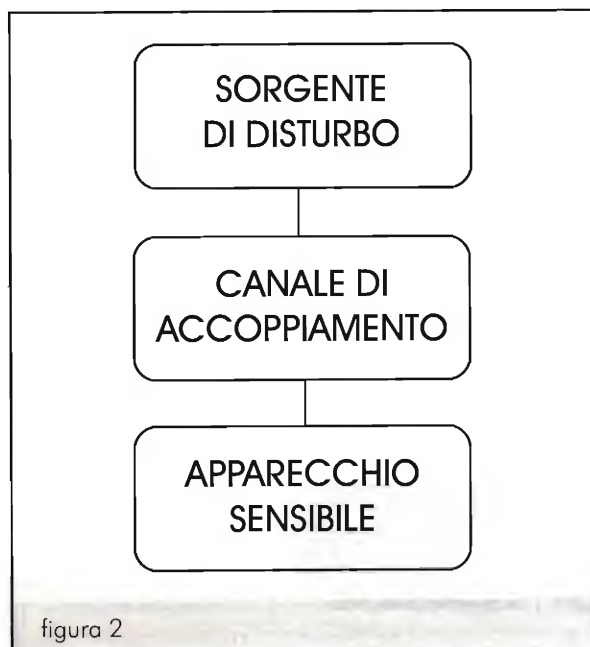 SORGENTE
DI DISTURBO
CANALE DI
ACCOPPIAMENTO
APPARECCHIO
SENSIBILE
figura 2